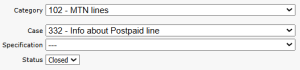 Category 102 - MTN lines
Case 332 - Info about Postpaid line
Specification ---
Status Closed